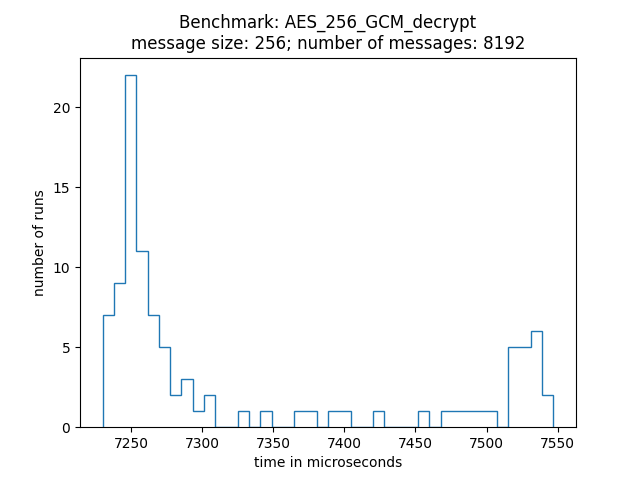 Benchmark: AES_256_GCM_decrypt
message size: 256; number of messages: 8192
20
15
10
5
0
number of runs
7250 7300 7350 7400 7450 7500 7550
time in microseconds